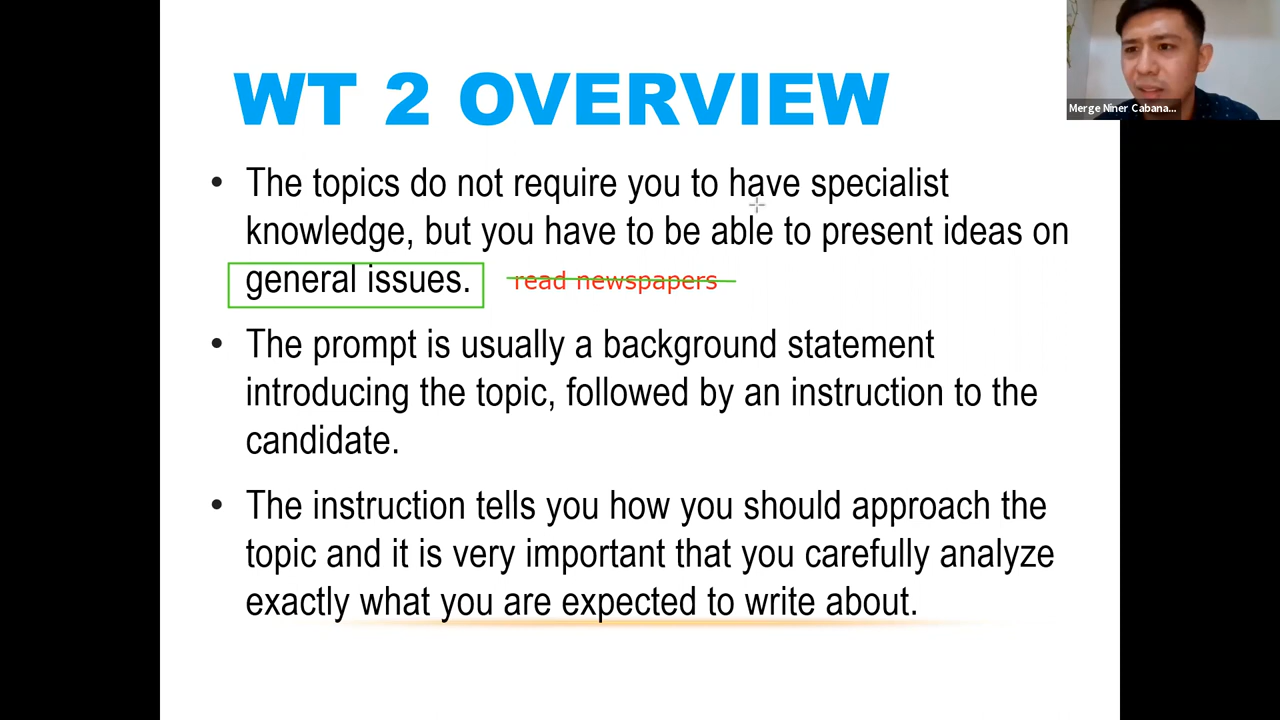 WT 2 OVERVIEW
Merge Niner Cabana...
• The topics do not require you to have specialist
knowledge, but you have to be able to present ideas on
general issues. read newspapers
• The prompt is usually a background statement
introducing the topic, followed by an instruction to the
candidate.
• The instruction tells you how you should approach the
topic and it is very important that you carefully analyze
exactly what you are expected to write about.